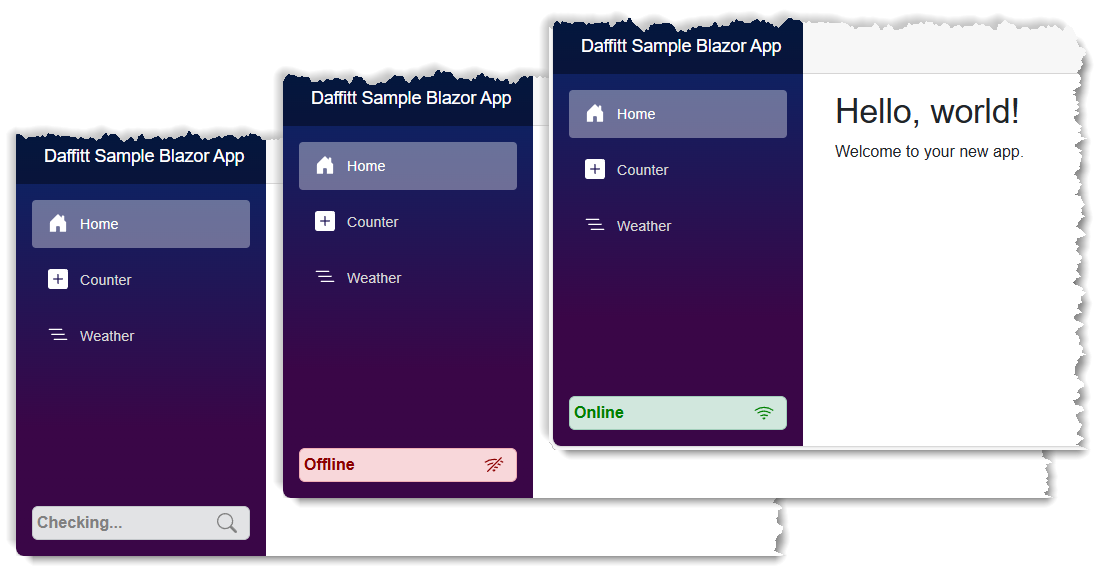 Daffitt Sample Blazor App
Home
Counter
Weather
Checking...
Daffitt Sample Blazor App
Home
Counter
Weather
Offline
Daffitt Sample Blazor App
Home
Counter
Weather
Online
Hello, world!
Welcome to your new app.